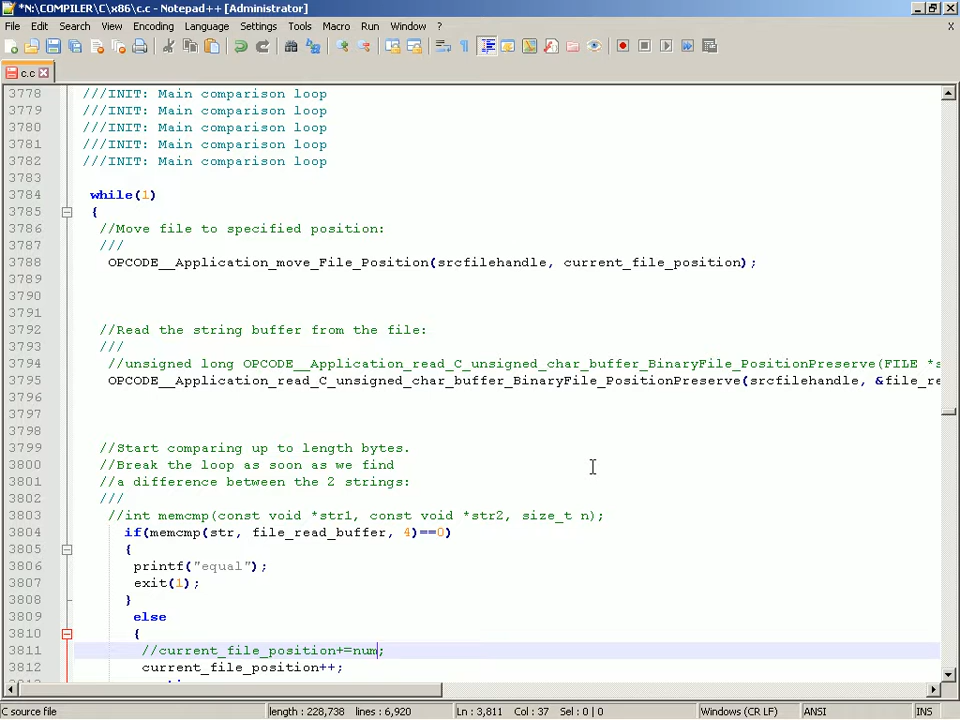 *N:\COMPILER\C\x86\c.c - Notepad++ [Administrator]
File Edit Search View Encoding Language Settings Tools Macro Run Window ? X
c.c
3778 ///INIT: Main comparison loop
3779 ///INIT: Main comparison loop
3780 ///INIT: Main comparison loop
3781 ///INIT: Main comparison loop
3782 ///INIT: Main comparison loop
3783
3784 while(1)
3785 {
3786 //Move file to specified position:
3787 ///
3788 OPCODE__Application_move_File_Position(srcfilehandle, current_file_position);
3789
3790
3791
3792 //Read the string buffer from the file:
3793 ///
3794 //unsigned long OPCODE__Application_read_C_unsigned_char_buffer_BinaryFile_PositionPreserve(FILE *s
3795 OPCODE__Application_read_C_unsigned_char_buffer_BinaryFile_PositionPreserve(srcfilehandle, &file_re
3796
3797
3798
3799 //Start comparing up to length bytes.
3800 //Break the loop as soon as we find
3801 //a difference between the 2 strings:
3802 ///
3803 //int memcmp(const void *str1, const void *str2, size_t n);
3804 if(memcmp(str, file_read_buffer, 4)==0)
3805 {
3806 printf("equal");
3807 exit(1);
3808 }
3809 else
3810 {
3811 //current_file_position+=num;
3812 current_file_position++;
C source file length : 228,738 lines : 6,920 Ln : 3,811 Col : 37 Sel : 0 | 0 Windows (CR LF) ANSI INS